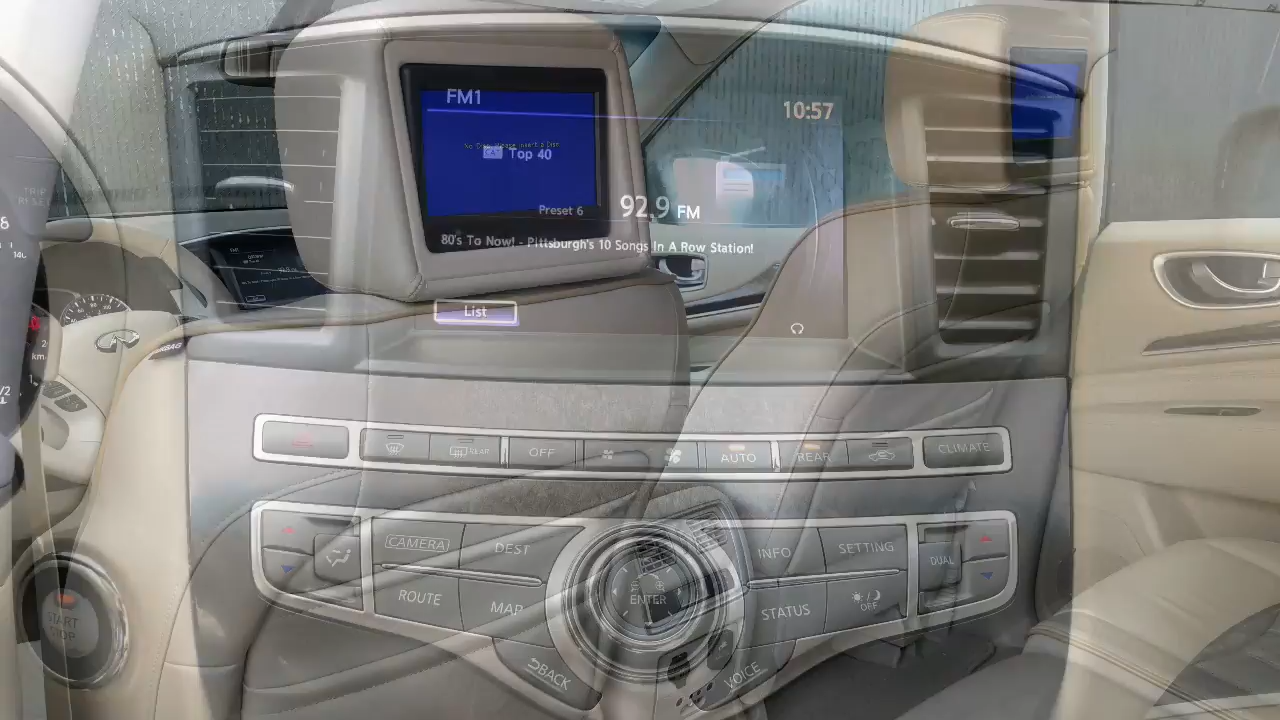 FM1
10:57
No Disc. Please insert a Disc.
Top 40
Preset 6
92.9 FM
80's To Now! - Pittsburgh's 10 Songs In A Row Station!
List
REAR
OFF
AUTO
REAR
CLIMATE
CAMERA
DEST
INFO
SETTING
DUAL
ROUTE
MAP
ENTER
STATUS
OFF
START
STOP
BACK
VOICE